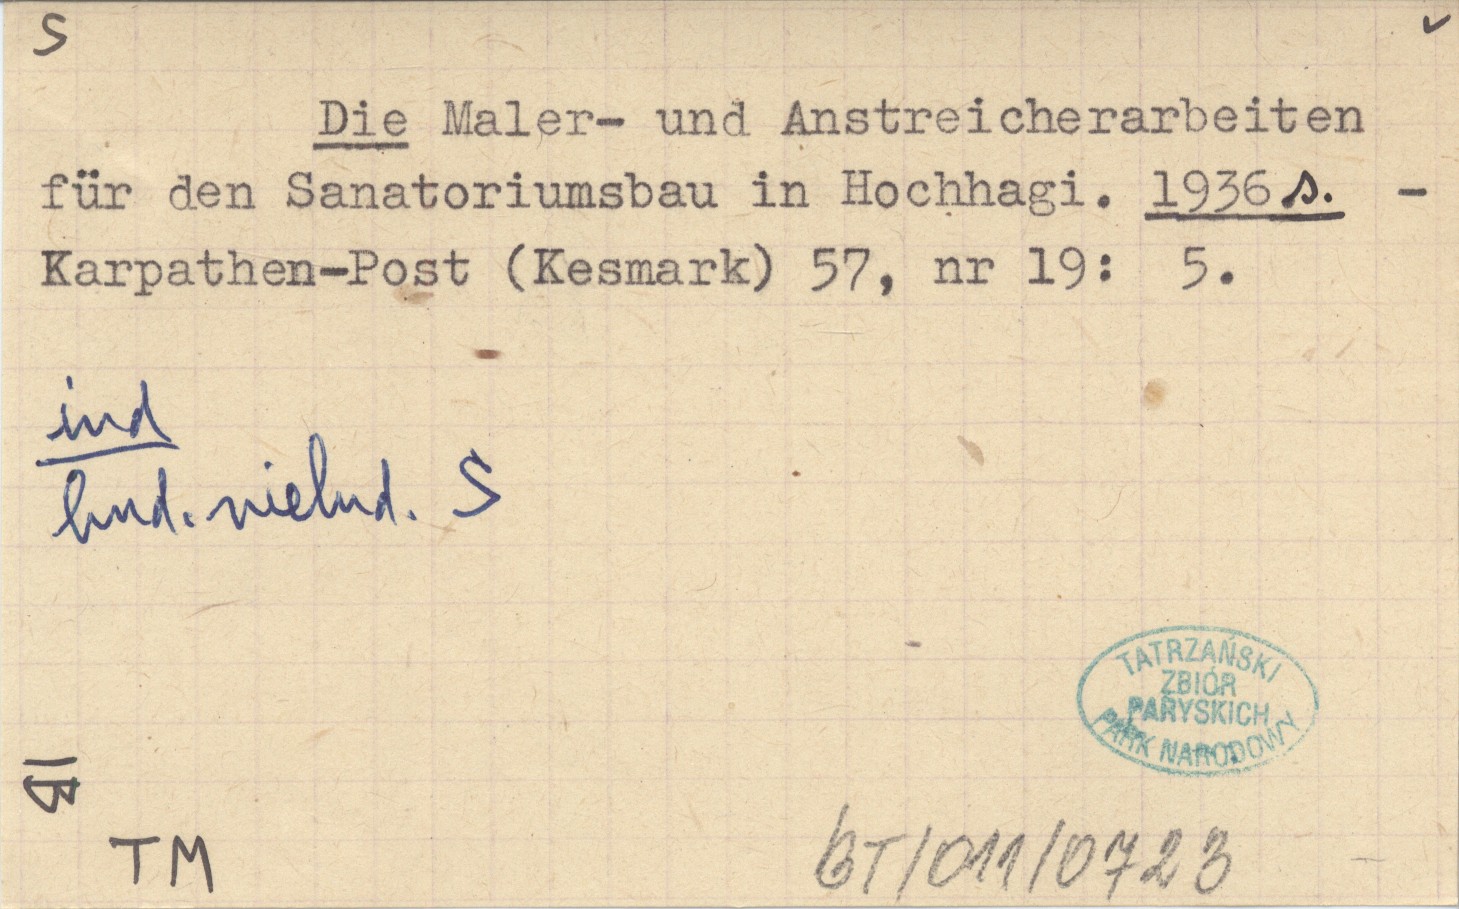 S
Die Maler- und Anstreicherarbeiten
für den Sanatoriumsbau in Hochhagi. 1936 s. -
Karpathen-Post (Kesmark) 57, nr 19: 5.
ind
bud. nielud. S
TATRZAŃSKI
ZBIÓR
PARYSKICH
PARK NARODOWY
TM
BT/011/0723